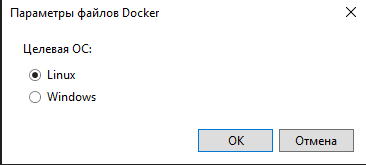 Параметры файлов Docker
Целевая ОС:
Linux
Windows
OK
Отмена